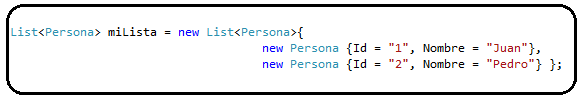 List<Persona> miLista = new List<Persona>{
new Persona {Id = "1", Nombre = "Juan"},
new Persona {Id = "2", Nombre = "Pedro"} };